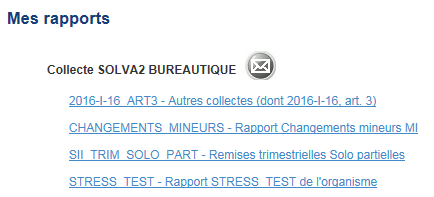 Mes rapports
Collecte SOLVA2 BUREAUTIQUE
2016-I-16_ART3 - Autres collectes (dont 2016-I-16, art. 3)
CHANGEMENTS_MINEURS - Rapport Changements mineurs MI
SII_TRIM_SOLO_PART - Remises trimestrielles Solo partielles
STRESS_TEST - Rapport STRESS_TEST de l'organisme